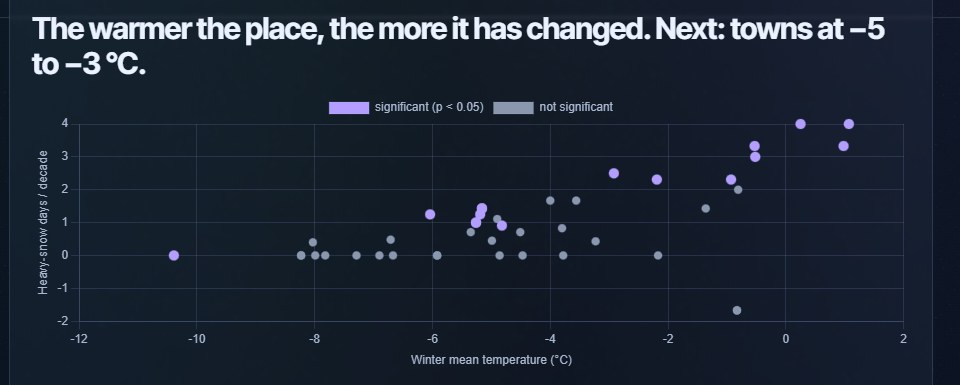 The warmer the place, the more it has changed. Next: towns at −5
to −3 °C.
significant (p < 0.05)
not significant
Heavy-snow days / decade
4
3
2
1
0
-1
-2
-12
-10
-8
-6
-4
-2
0
2
Winter mean temperature (°C)